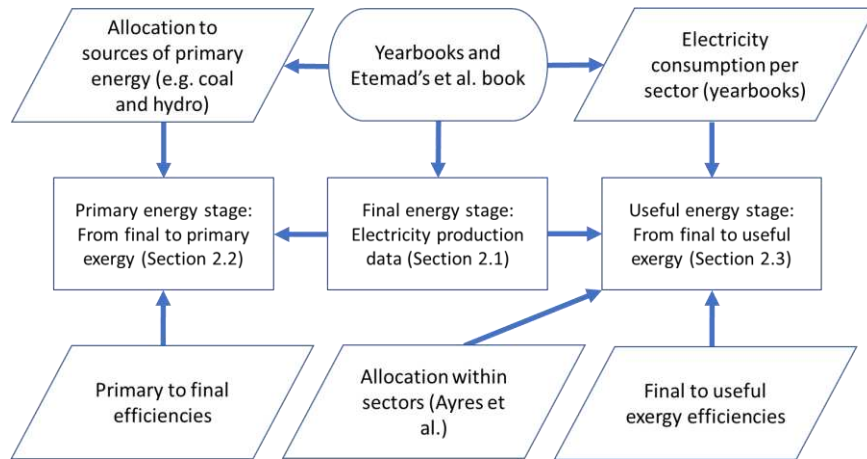 Allocation to
sources of primary
energy (e.g. coal
and hydro)
Yearbooks and
Etemad's et al. book
Electricity
consumption per
sector (yearbooks)
Primary energy stage:
From final to primary
exergy (Section 2.2)
Final energy stage:
Electricity production
data (Section 2.1)
Useful energy stage:
From final to useful
exergy (Section 2.3)
Primary to final
efficiencies
Allocation within
sectors (Ayres et
al.)
Final to useful
exergy efficiencies